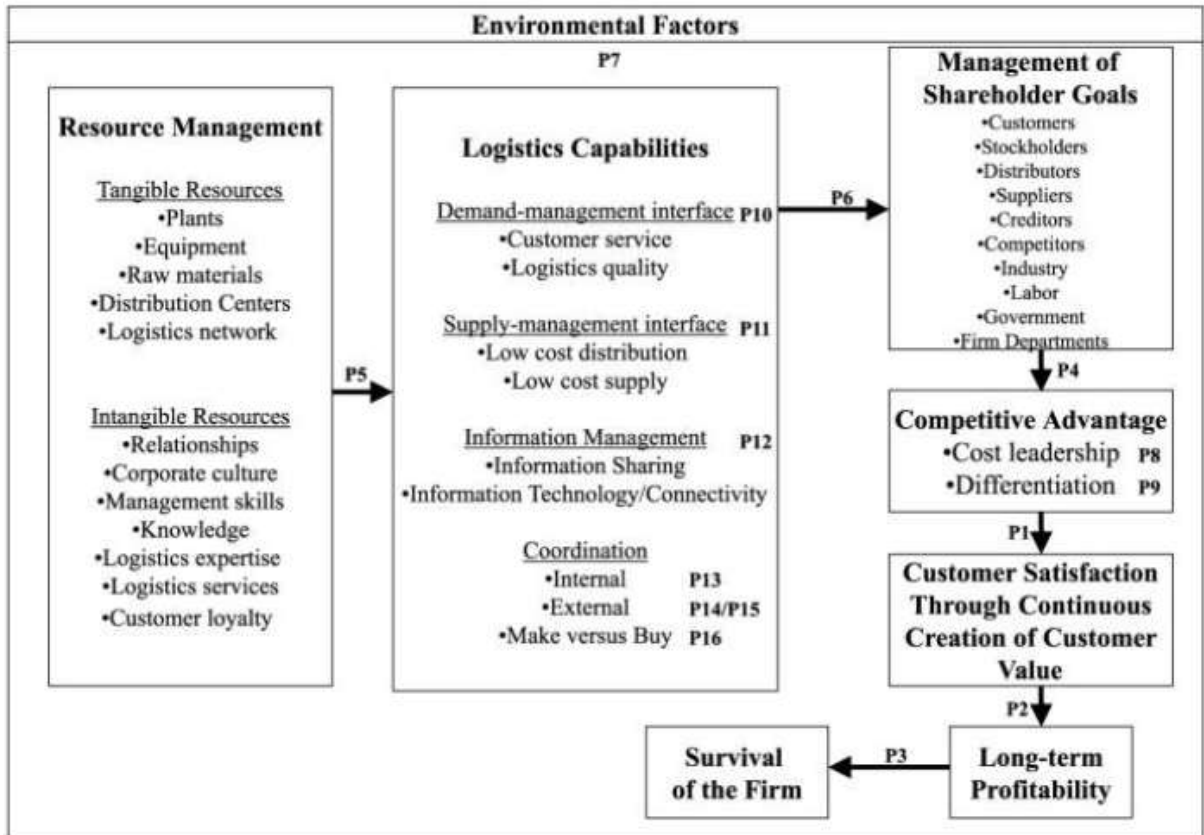 Environmental Factors
P7
Resource Management
Tangible Resources
•Plants
•Equipment
•Raw materials
•Distribution Centers
•Logistics network
Intangible Resources
•Relationships
•Corporate culture
•Management skills
•Knowledge
•Logistics expertise
•Logistics services
•Customer loyalty
P5
Logistics Capabilities
Demand-management interface P10
•Customer service
•Logistics quality
Supply-management interface P11
•Low cost distribution
•Low cost supply
Information Management P12
•Information Sharing
•Information Technology/Connectivity
Coordination
•Internal P13
•External P14/P15
•Make versus Buy P16
P6
Management of
Shareholder Goals
•Customers
•Stockholders
•Distributors
•Suppliers
•Creditors
•Competitors
•Industry
•Labor
•Government
•Firm Departments
P4
Competitive Advantage
•Cost leadership P8
•Differentiation P9
P1
Customer Satisfaction
Through Continuous
Creation of Customer
Value
P2
Long-term
Profitability
P3
Survival
of the Firm